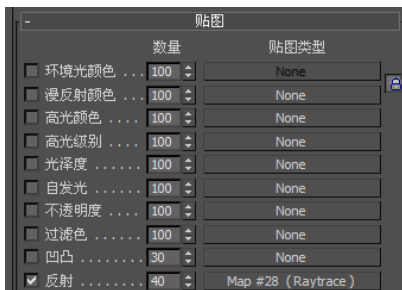 - 贴图
数量 贴图类型
环境光颜色 ... 100 None
漫反射颜色 ... 100 None
高光颜色 .... 100 None
高光级别 .... 100 None
光泽度 ...... 100 None
自发光 ...... 100 None
不透明度 .... 100 None
过滤色 ...... 100 None
凹凸 ........ 30 None
反射 ........ 40 Map #28 (Raytrace)